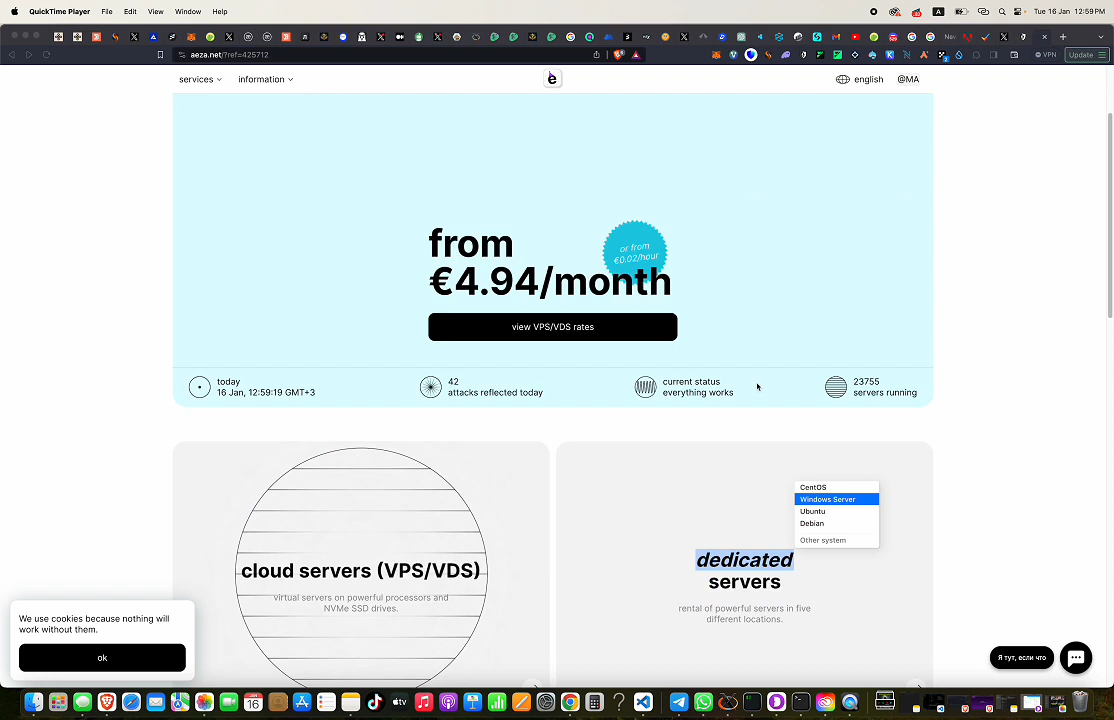 QuickTime Player File Edit View Window Help
A Tue 16 Jan 12:59 PM
aeza.net/?ref=425712
VPN Update
services information
e
english @MA
from
€4.94/month
or from
€0.02/hour
view VPS/VDS rates
today
16 Jan, 12:59:19 GMT+3
42
attacks reflected today
current status
everything works
23755
servers running
cloud servers (VPS/VDS)
virtual servers on powerful processors and
NVMe SSD drives.
CentOS
Windows Server
Ubuntu
Debian
Other system
dedicated
servers
rental of powerful servers in five
different locations.
We use cookies because nothing will
work without them.
ok
Я тут, если что
JAN
16
tv